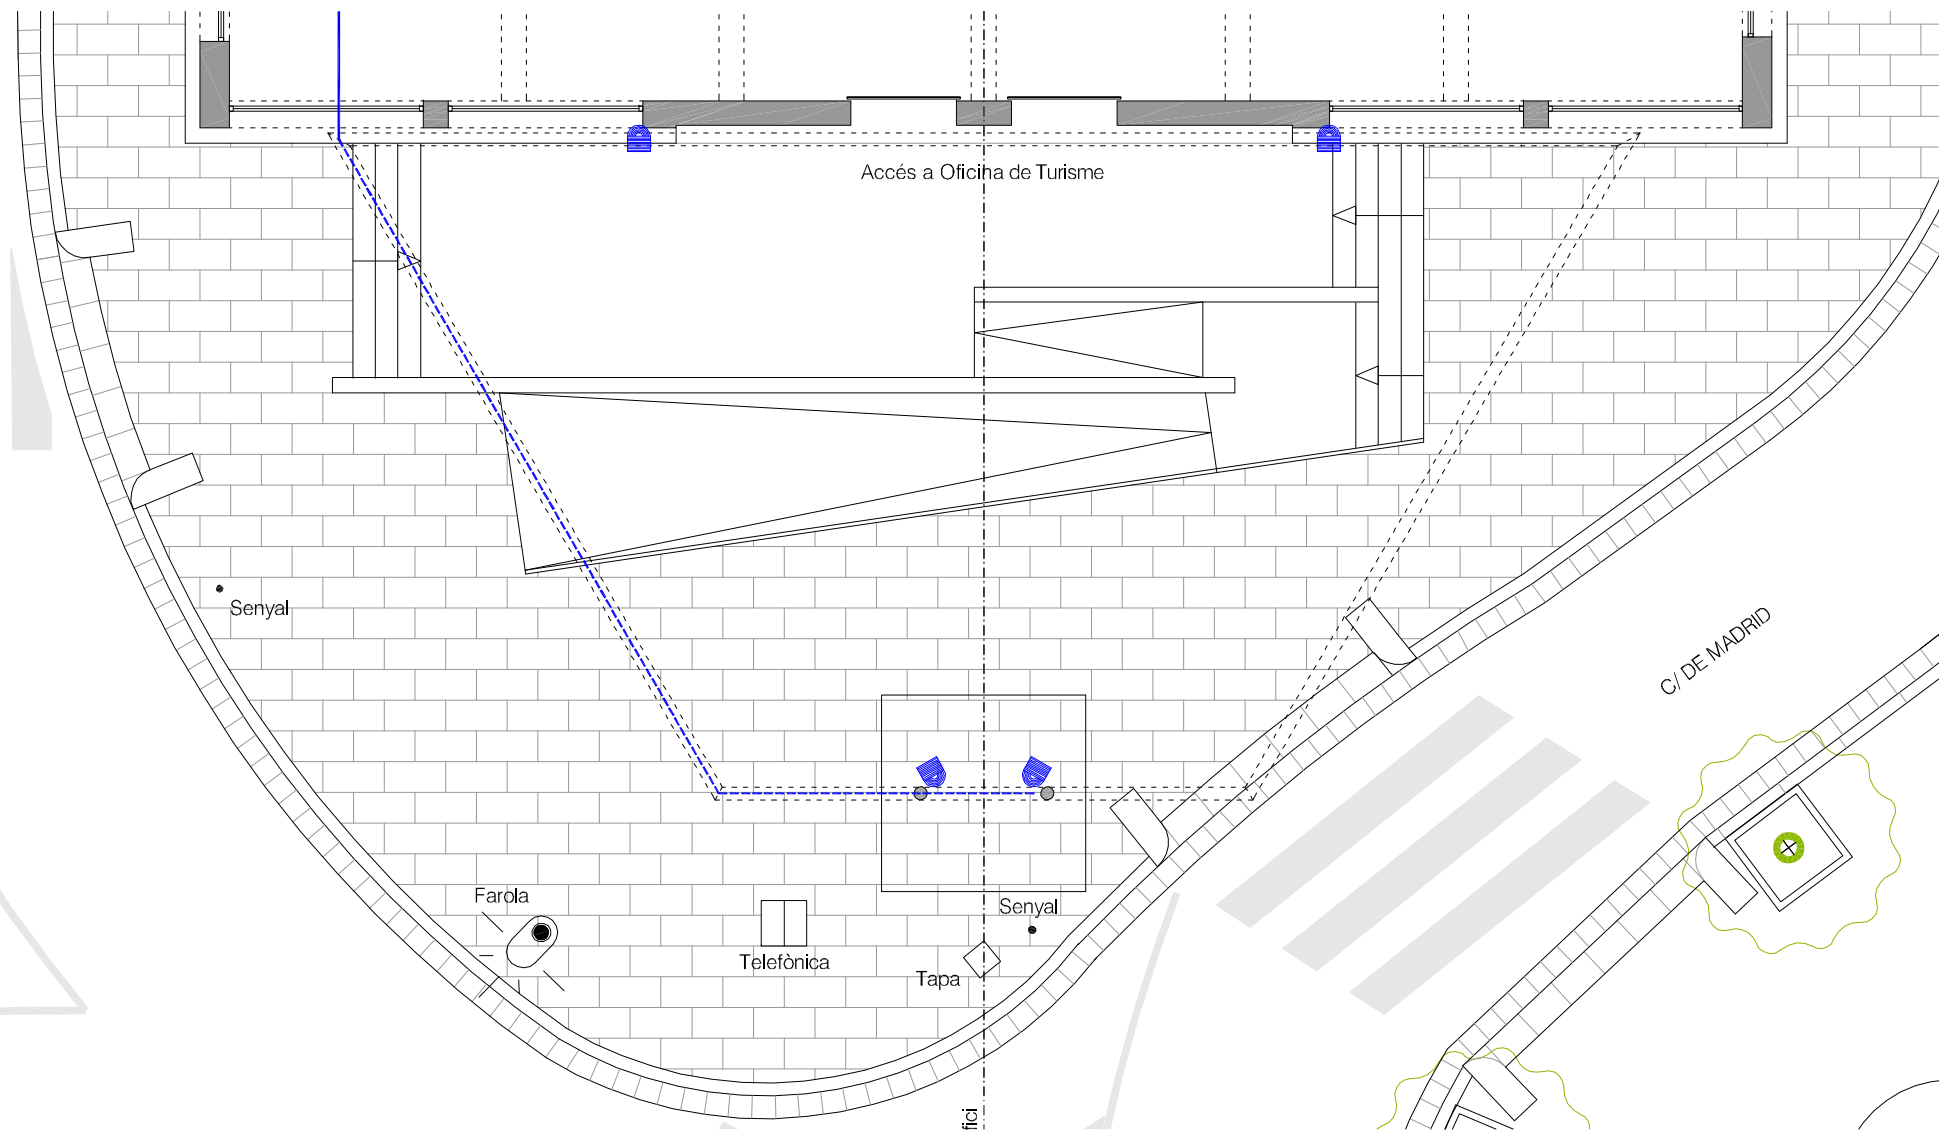 Accés a Oficina de Turisme
Senyal
C/ DE MADRID
Farola
Senyal
Telefònica
Tapa
fici